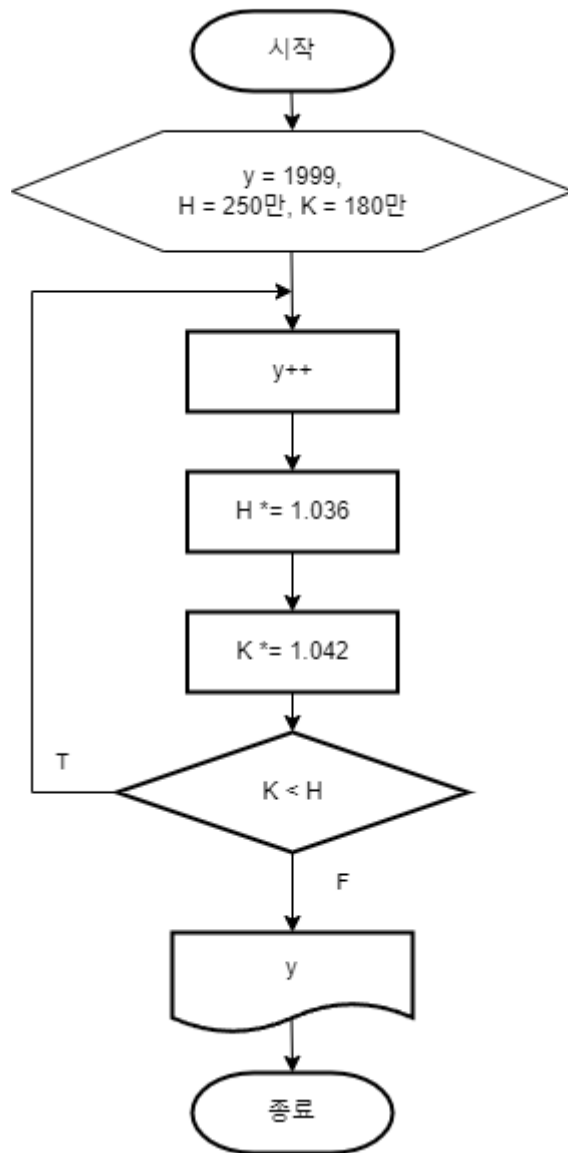 시작
y = 1999,
H = 250만, K = 180만
y++
H *= 1.036
K *= 1.042
K < H
T
F
y
종료